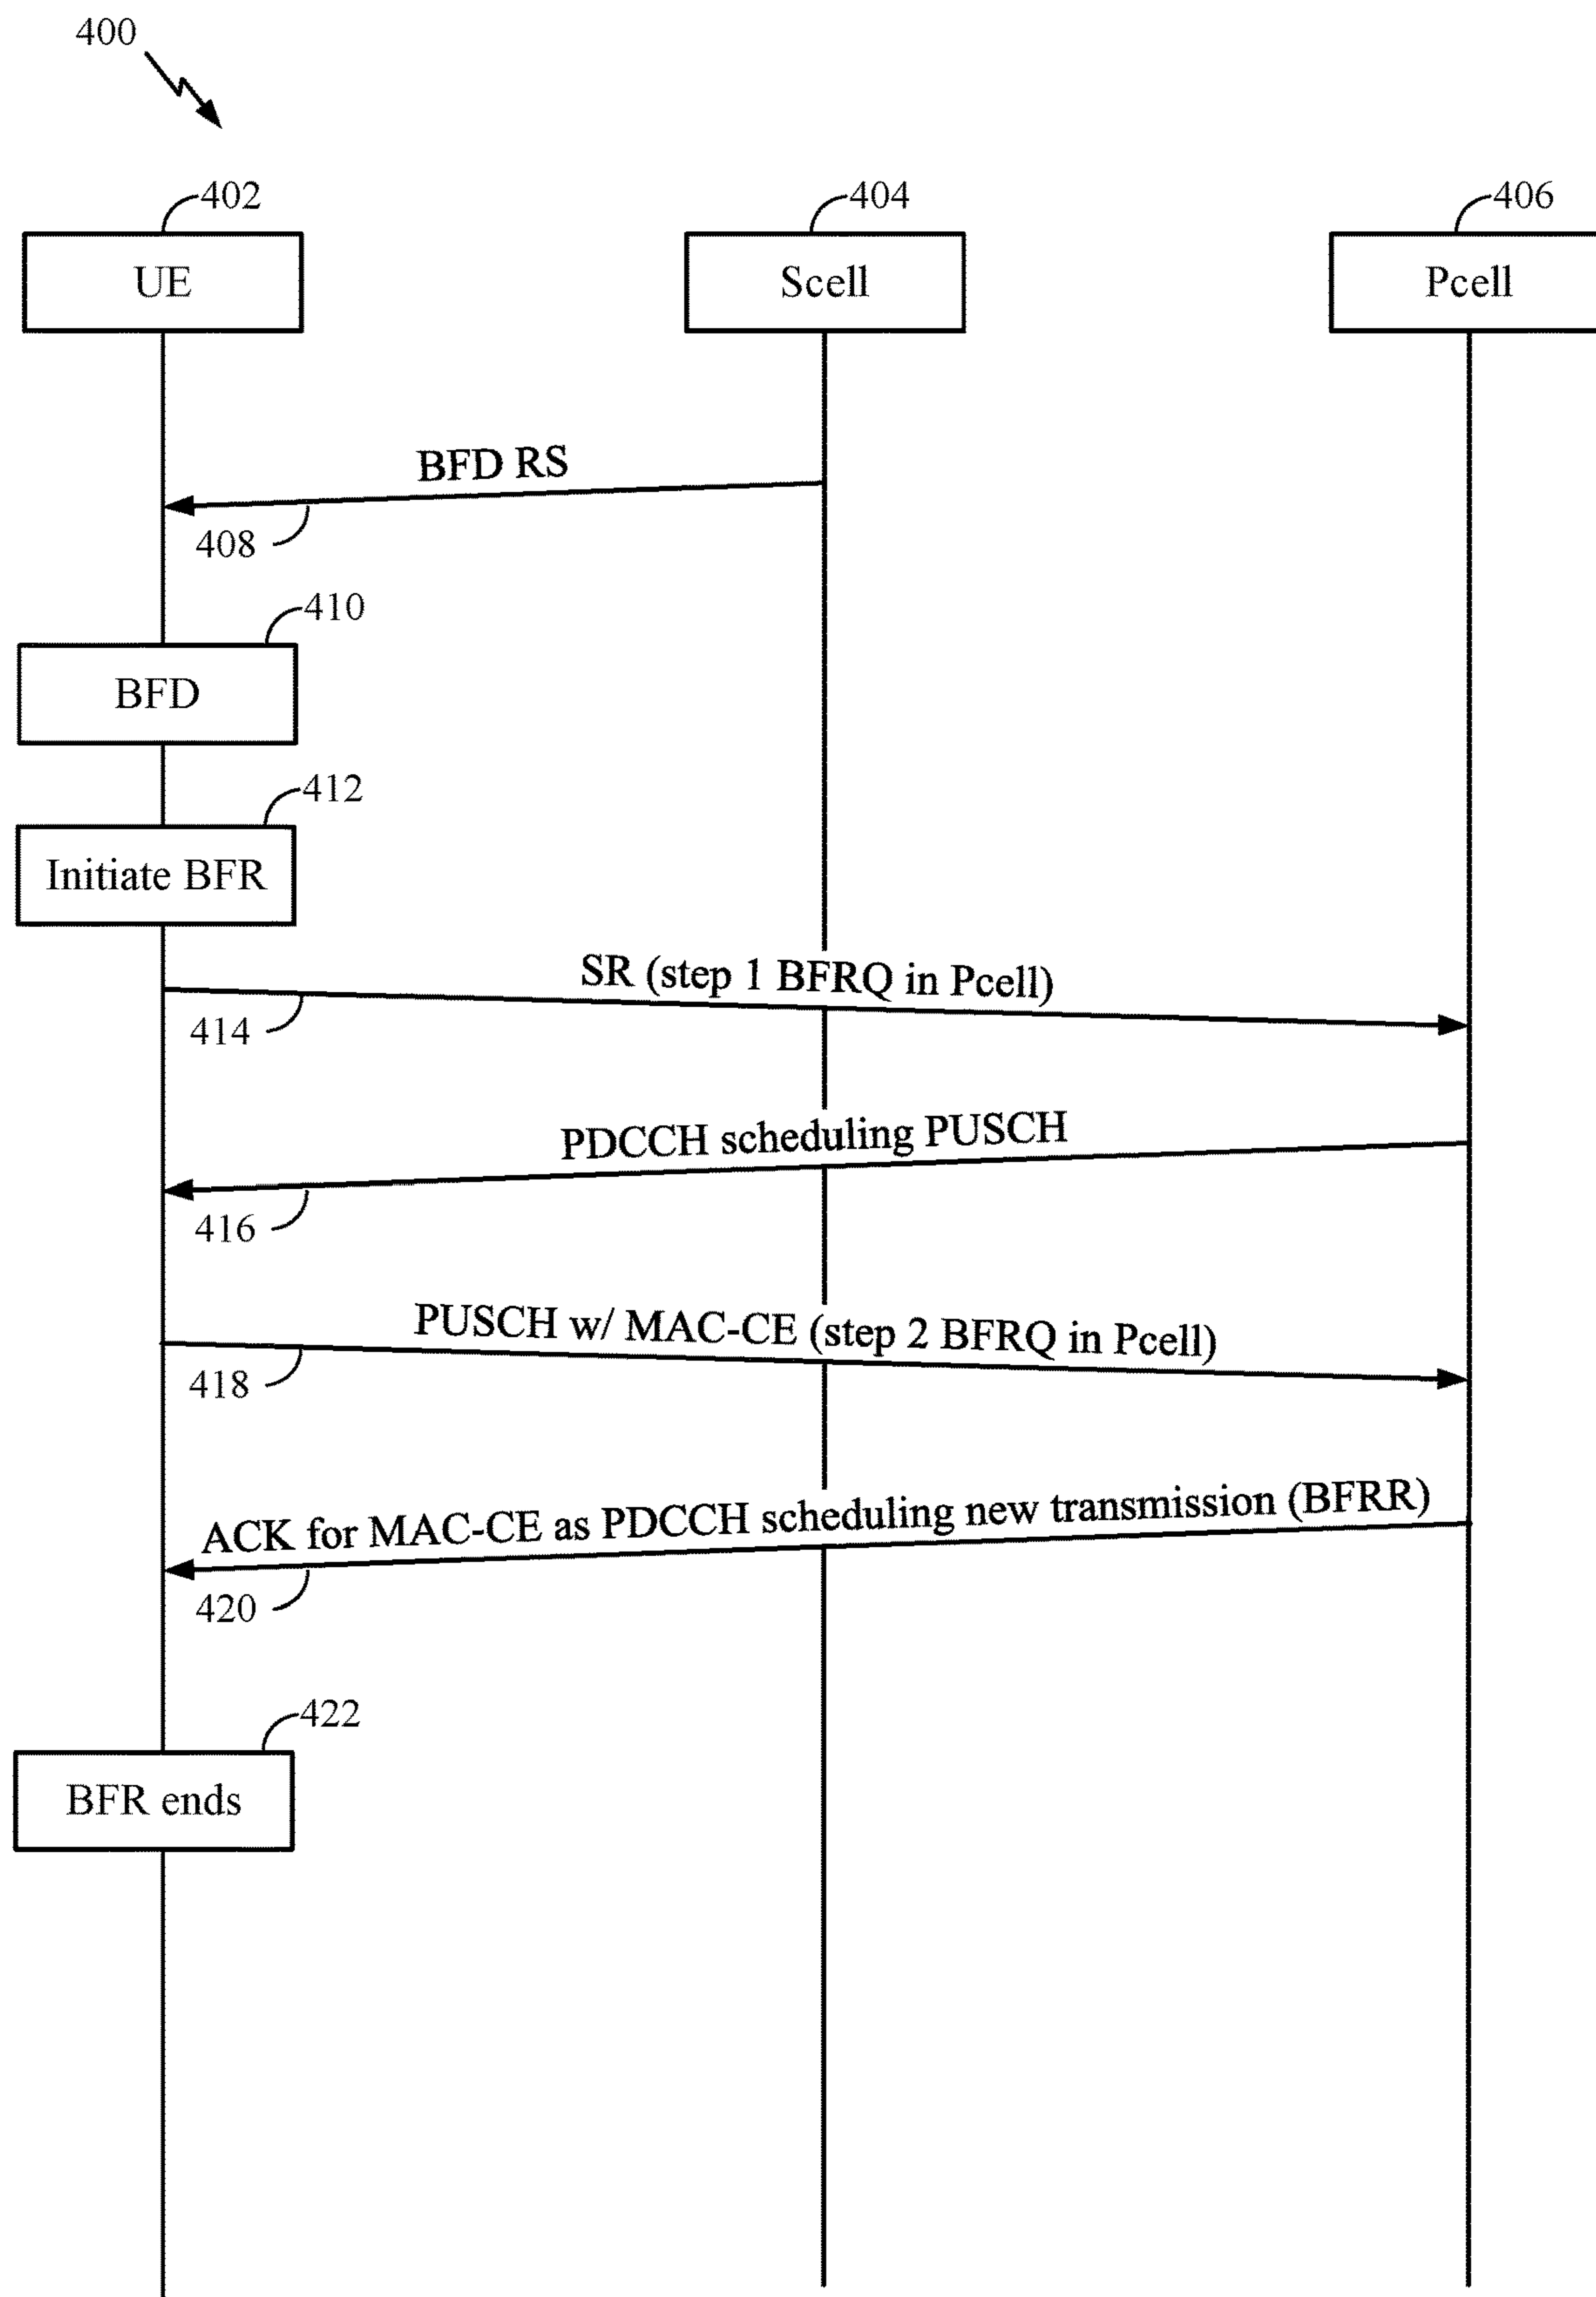 400
402
404
406
UE
Scell
Pcell
BFD RS
408
410
BFD
412
Initiate BFR
SR (step 1 BFRQ in Pcell)
414
PDCCH scheduling PUSCH
416
PUSCH w/ MAC-CE (step 2 BFRQ in Pcell)
418
ACK for MAC-CE as PDCCH scheduling new transmission (BFRR)
420
422
BFR ends